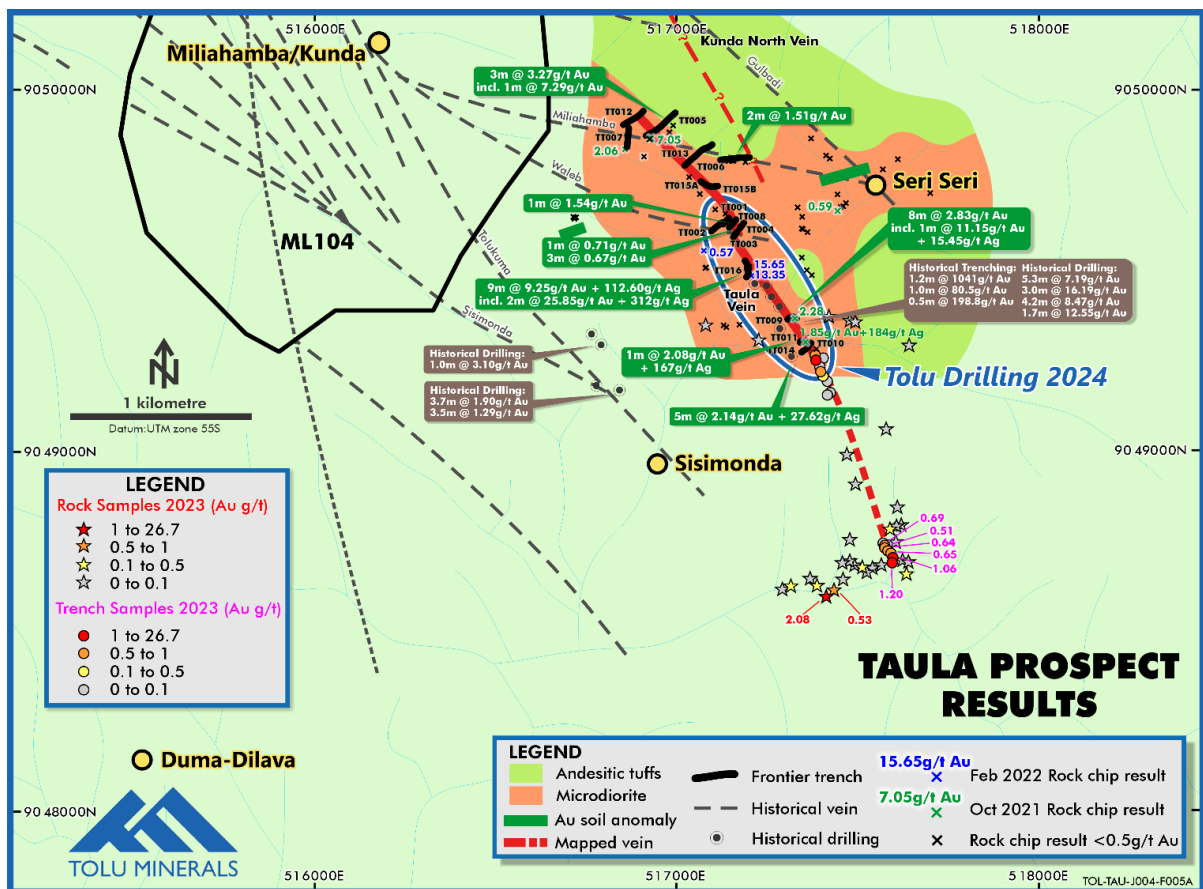 516000E
517000E
518000E
Miliahamba/Kunda
Kunda North Vein
Gulbadi
?
?
9050000N
9050000N
3m @ 3.27g/t Au
incl. 1m @ 7.29g/t Au
2m @ 1.51g/t Au
TT012
TT005
Miliahamba
TT007
7.05
2.06
TT013
TT006
Waleb
TT015A
TT015B
Seri Seri
0.59
1m @ 1.54g/t Au
TT001
TT008
TT002
TT004
TT003
8m @ 2.83g/t Au
incl. 1m @ 11.15g/t Au
+ 15.45g/t Ag
ML104
Tolukuma
1m @ 0.71g/t Au
3m @ 0.67g/t Au
0.57
TT016
15.65
13.35
Historical Trenching:
1.2m @ 1041g/t Au
1.0m @ 80.5g/t Au
0.5m @ 198.8g/t Au
Historical Drilling:
5.3m @ 7.19g/t Au
3.0m @ 16.19g/t Au
4.2m @ 8.47g/t Au
1.7m @ 12.55g/t Au
9m @ 9.25g/t Au + 112.60g/t Ag
incl. 2m @ 25.85g/t Au + 312g/t Ag
Taula
Vein
Sisimonda
TT009
2.28
TT011
1.85g/t Au+184g/t Ag
TT010
TT014
Historical Drilling:
1.0m @ 3.10g/t Au
1m @ 2.08g/t Au
+ 167g/t Ag
Tolu Drilling 2024
N
1 kilometre
Datum:UTM zone 55S
Historical Drilling:
3.7m @ 1.90g/t Au
3.5m @ 1.29g/t Au
5m @ 2.14g/t Au + 27.62g/t Ag
9049000N
9049000N
Sisimonda
LEGEND
Rock Samples 2023 (Au g/t)
1 to 26.7
0.5 to 1
0.1 to 0.5
0 to 0.1
Trench Samples 2023 (Au g/t)
1 to 26.7
0.5 to 1
0.1 to 0.5
0 to 0.1
0.69
0.51
0.64
0.65
1.06
1.20
2.08
0.53
TAULA PROSPECT
RESULTS
Duma-Dilava
9048000N
9048000N
TOLU MINERALS
LEGEND
Andesitic tuffs
Microdiorite
Au soil anomaly
Mapped vein
Frontier trench
Historical vein
Historical drilling
15.65g/t Au
Feb 2022 Rock chip result
7.05g/t Au
Oct 2021 Rock chip result
Rock chip result <0.5g/t Au
516000E
517000E
518000E
TOL-TAU-J004-F005A